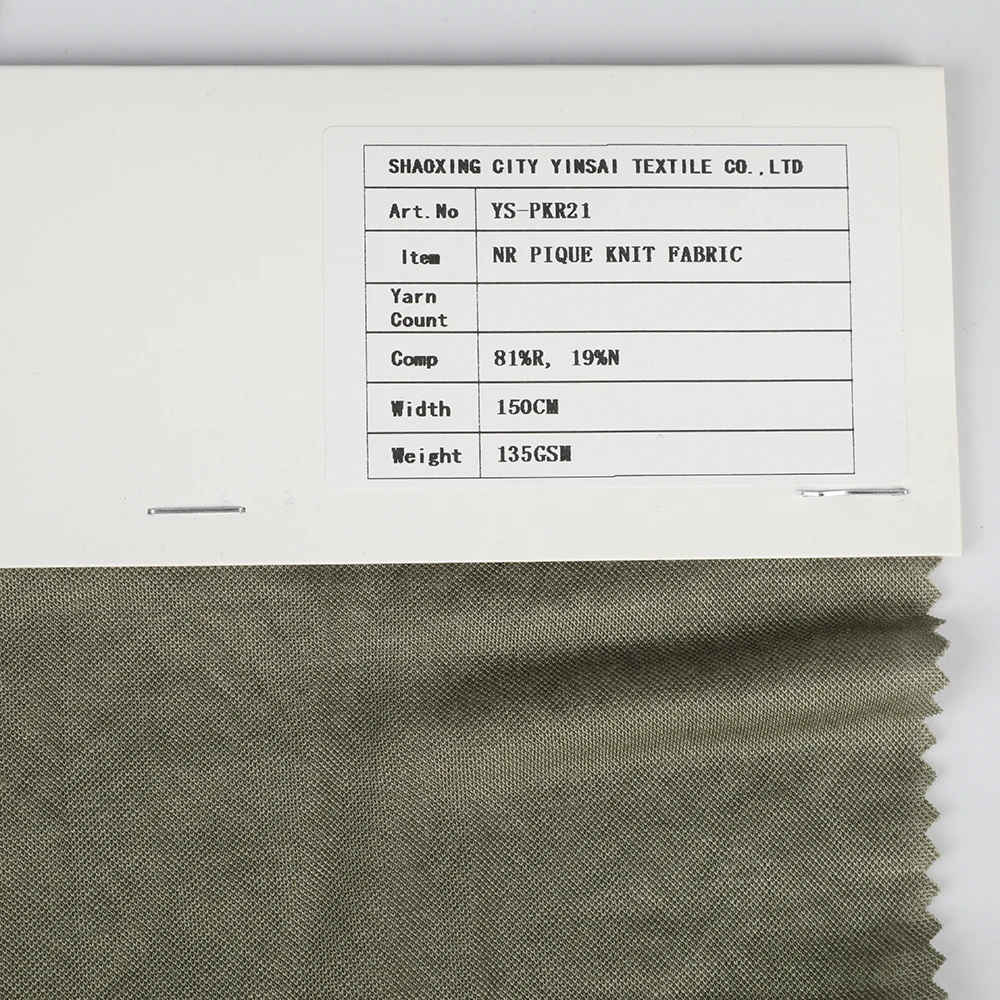 SHAOXING CITY YINSAI TEXTILE CO.,LTD
Art.No YS-PKR21
Item NR PIQUE KNIT FABRIC
Yarn
Count
Comp 81%R, 19%N
Width 150CM
Weight 135GSM